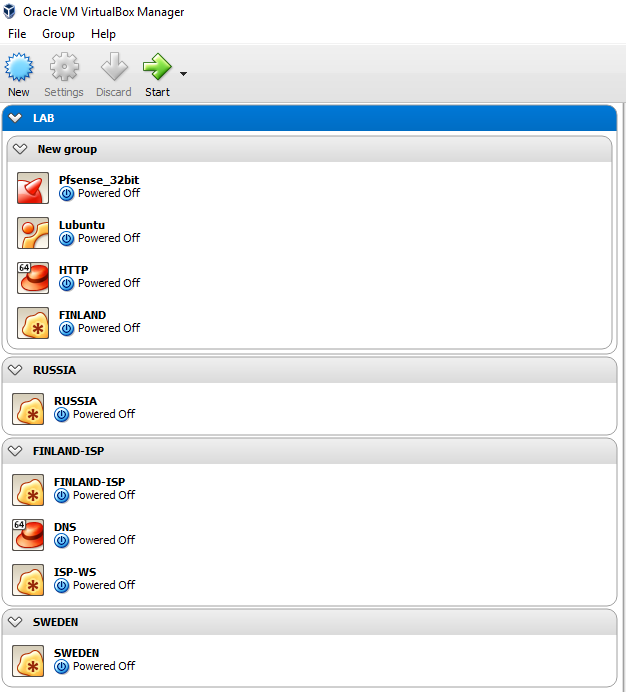 Oracle VM VirtualBox Manager
File Group Help
New Settings Discard Start
LAB
New group
Pfsense_32bit
Powered Off
Lubuntu
Powered Off
64
HTTP
Powered Off
FINLAND
Powered Off
RUSSIA
RUSSIA
Powered Off
FINLAND-ISP
FINLAND-ISP
Powered Off
64
DNS
Powered Off
ISP-WS
Powered Off
SWEDEN
SWEDEN
Powered Off